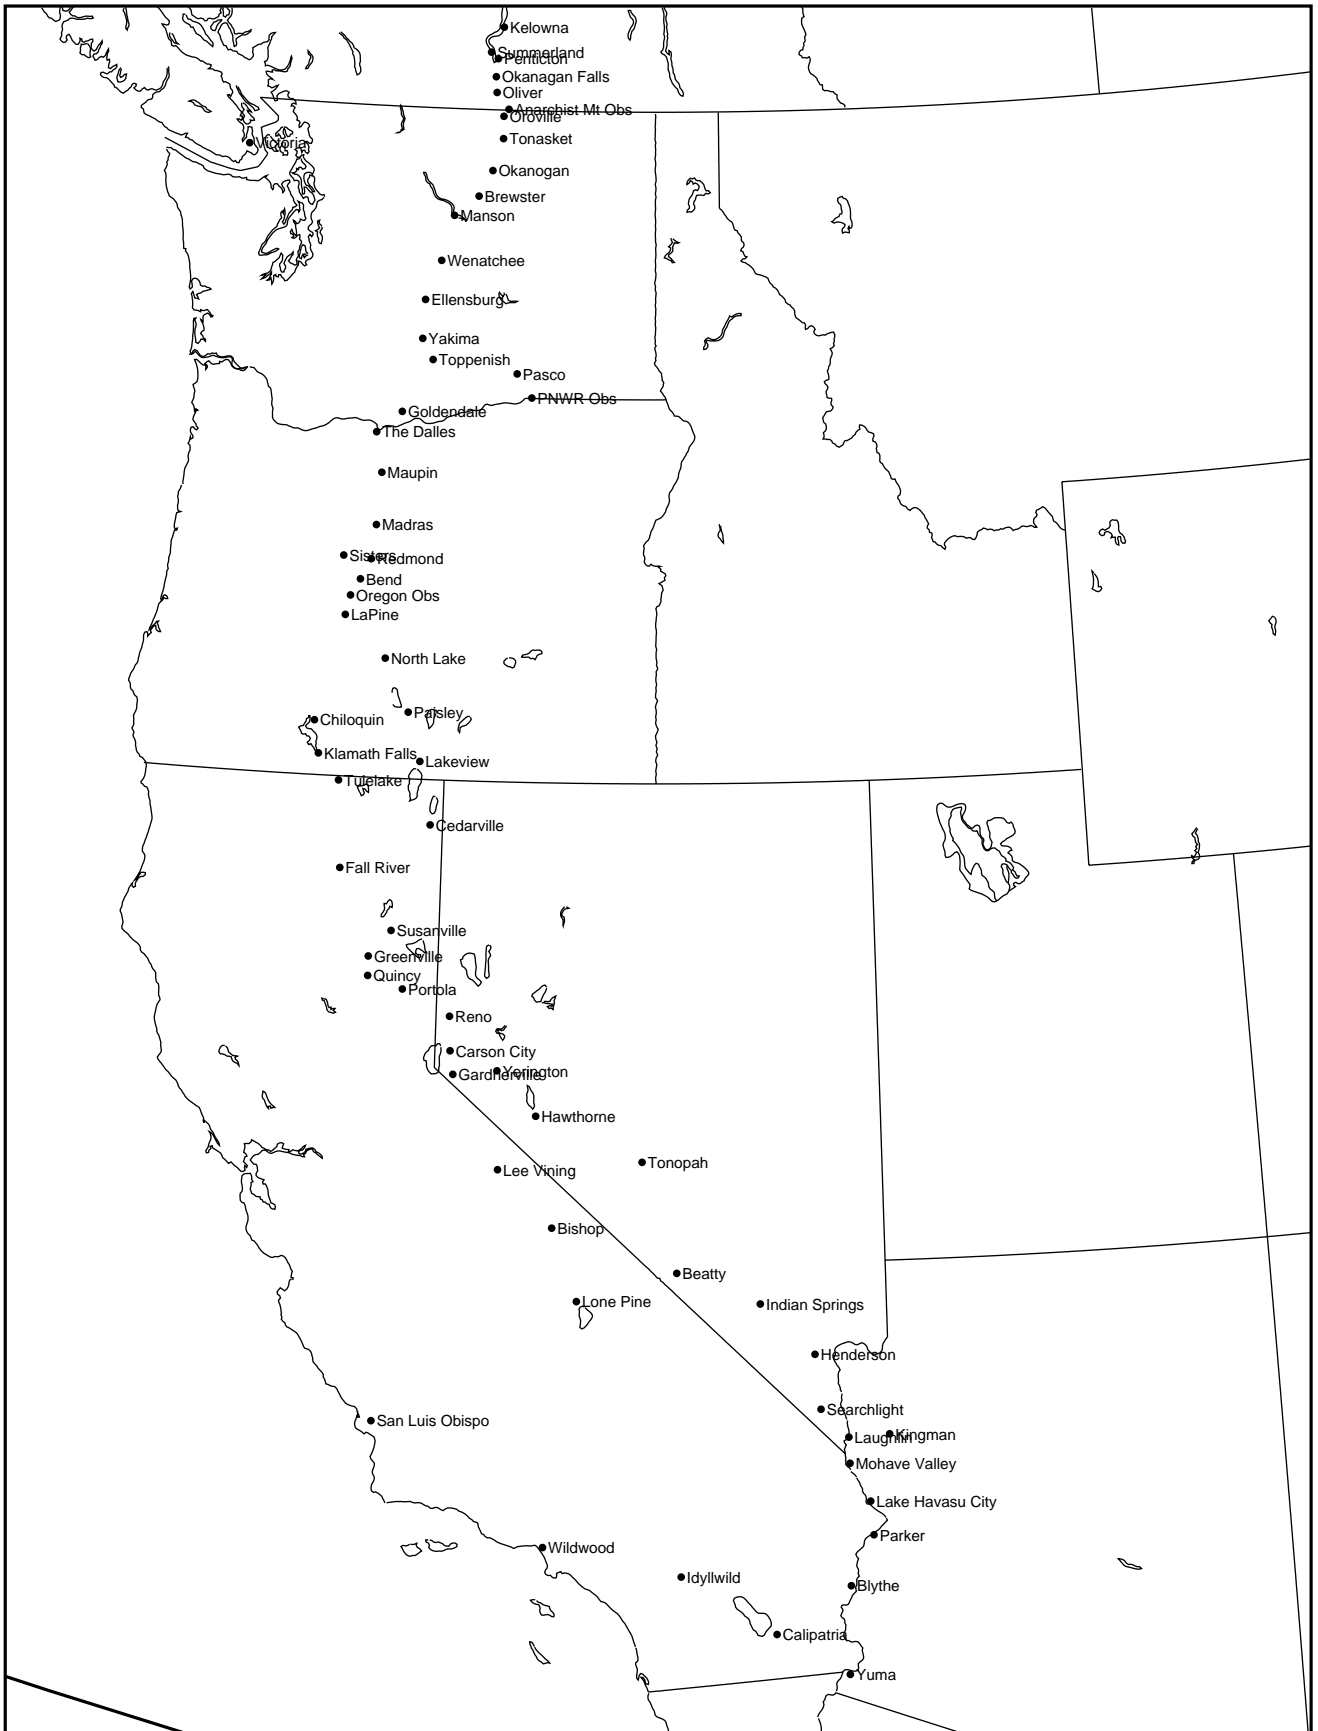 Kelowna
Summerland
Penticton
Okanagan Falls
Oliver
Anarchist Mt Obs
Oroville
Tonasket
Victoria
Okanogan
Brewster
Manson
Wenatchee
Ellensburg
Yakima
Toppenish
Pasco
PNWR Obs
Goldendale
The Dalles
Maupin
Madras
Sisters
Redmond
Bend
Oregon Obs
LaPine
North Lake
Paisley
Chiloquin
Klamath Falls
Lakeview
Tulelake
Cedarville
Fall River
Susanville
Greenville
Quincy
Portola
Reno
Carson City
Yerington
Gardnerville
Hawthorne
Tonopah
Lee Vining
Bishop
Beatty
Lone Pine
Indian Springs
Henderson
Searchlight
San Luis Obispo
Kingman
Laughlin
Mohave Valley
Lake Havasu City
Parker
Wildwood
Idyllwild
Blythe
Calipatria
Yuma